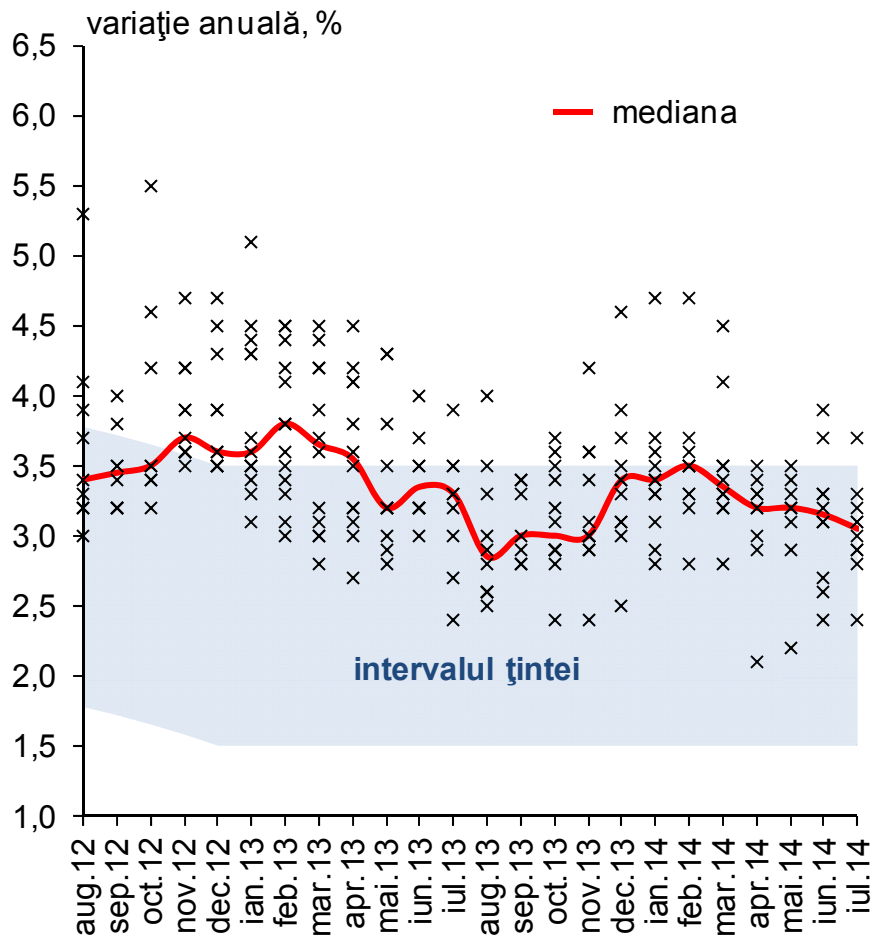 variaţie anuală, %
6,5
6,0
5,5
5,0
4,5
4,0
3,5
3,0
2,5
2,0
1,5
1,0
mediana
intervalul ţintei
aug.12
sep.12
oct.12
nov.12
dec.12
ian.13
feb.13
mar.13
apr.13
mai.13
iun.13
iul.13
aug.13
sep.13
oct.13
nov.13
dec.13
ian.14
feb.14
mar.14
apr.14
mai.14
iun.14
iul.14